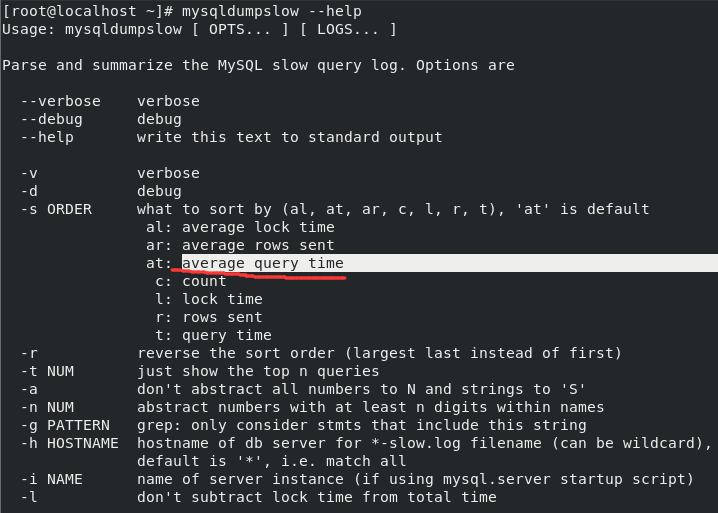 [root@localhost ~]# mysqldumpslow --help
Usage: mysqldumpslow [ OPTS... ] [ LOGS... ]

Parse and summarize the MySQL slow query log. Options are

  --verbose    verbose
  --debug      debug
  --help       write this text to standard output

  -v           verbose
  -d           debug
  -s ORDER     what to sort by (al, at, ar, c, l, r, t), 'at' is default
                al: average lock time
                ar: average rows sent
                at: average query time
                 c: count
                 l: lock time
                 r: rows sent
                 t: query time
  -r           reverse the sort order (largest last instead of first)
  -t NUM       just show the top n queries
  -a           don't abstract all numbers to N and strings to 'S'
  -n NUM       abstract numbers with at least n digits within names
  -g PATTERN   grep: only consider stmts that include this string
  -h HOSTNAME  hostname of db server for *-slow.log filename (can be wildcard),
               default is '*', i.e. match all
  -i NAME      name of server instance (if using mysql.server startup script)
  -l           don't subtract lock time from total time